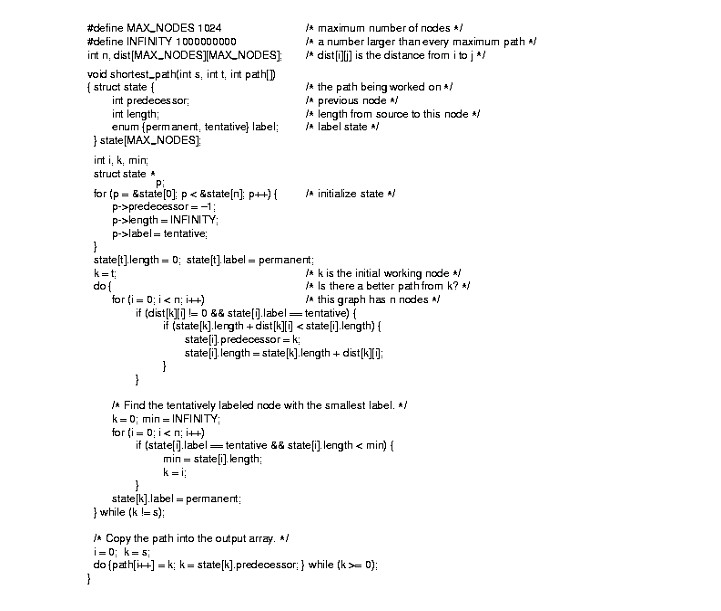 #define MAX_NODES 1024 /* maximum number of nodes */
#define INFINITY 1000000000 /* a number larger than every maximum path */
int n, dist[MAX_NODES][MAX_NODES]; /* dist[i][j] is the distance from i to j */
void shortest_path(int s, int t, int path[])
{ struct state { /* the path being worked on */
int predecessor; /* previous node */
int length; /* length from source to this node */
enum {permanent, tentative} label; /* label state */
} state[MAX_NODES];
int i, k, min;
struct state *
p;
for (p = &state[0]; p < &state[n]; p++) { /* initialize state */
p->predecessor = −1;
p->length = INFINITY;
p->label = tentative;
}
state[t].length = 0; state[t].label = permanent;
k = t; /* k is the initial working node */
do { /* Is there a better path from k? */
for (i = 0; i < n; i++) /* this graph has n nodes */
if (dist[k][i] != 0 && state[i].label == tentative) {
if (state[k].length + dist[k][i] < state[i].length) {
state[i].predecessor = k;
state[i].length = state[k].length + dist[k][i];
}
}
/* Find the tentatively labeled node with the smallest label. */
k = 0; min = INFINITY;
for (i = 0; i < n; i++)
if (state[i].label == tentative && state[i].length < min) {
min = state[i].length;
k = i;
}
state[k].label = permanent;
} while (k != s);
/* Copy the path into the output array. */
i = 0; k = s;
do {path[i++] = k; k = state[k].predecessor; } while (k >= 0);
}